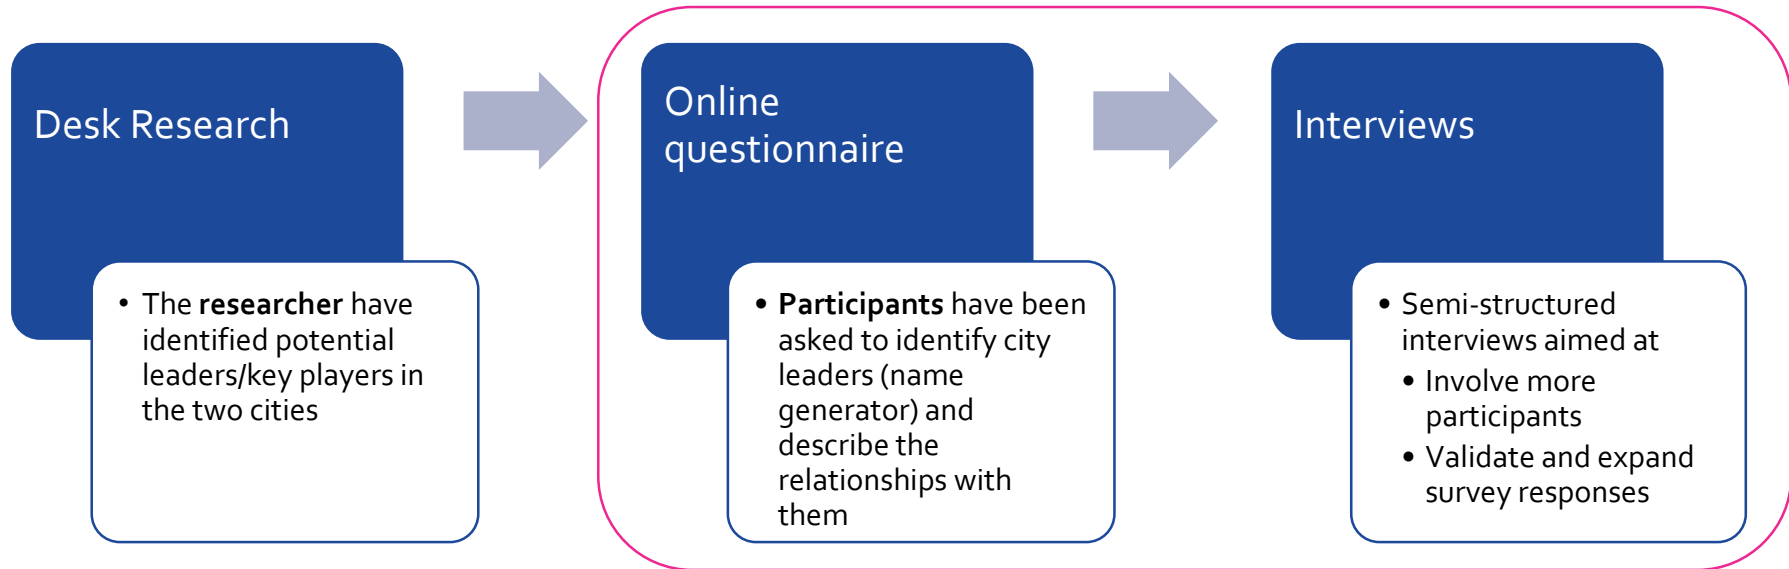 Desk Research
• The researcher have
identified potential
leaders/key players in
the two cities
Online
questionnaire
• Participants have been
asked to identify city
leaders (name
generator) and
describe the
relationships with
them
Interviews
• Semi-structured
interviews aimed at
• Involve more
participants
• Validate and expand
survey responses